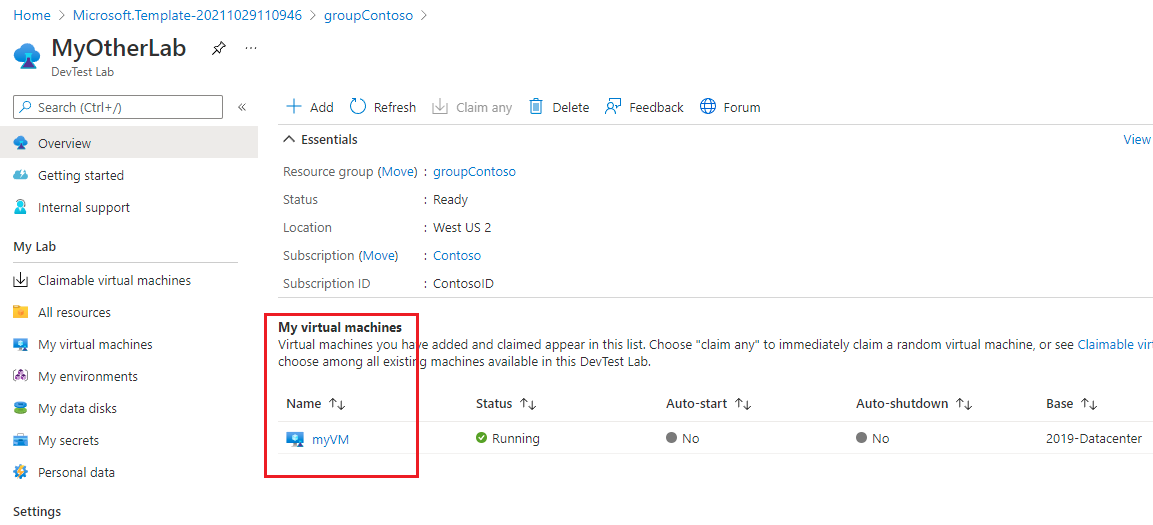 Home > Microsoft.Template-20211029110946 > groupContoso >
MyOtherLab
DevTest Lab
Search (Ctrl+/)
Overview
Getting started
Internal support
My Lab
Claimable virtual machines
All resources
My virtual machines
My environments
My data disks
My secrets
Personal data
Settings
Add Refresh Claim any Delete Feedback Forum
Essentials View
Resource group (Move) : groupContoso
Status : Ready
Location : West US 2
Subscription (Move) : Contoso
Subscription ID : ContosoID
My virtual machines
Virtual machines you have added and claimed appear in this list. Choose "claim any" to immediately claim a random virtual machine, or see Claimable virt
choose among all existing machines available in this DevTest Lab.
Name Status Auto-start Auto-shutdown Base
myVM Running No No 2019-Datacenter